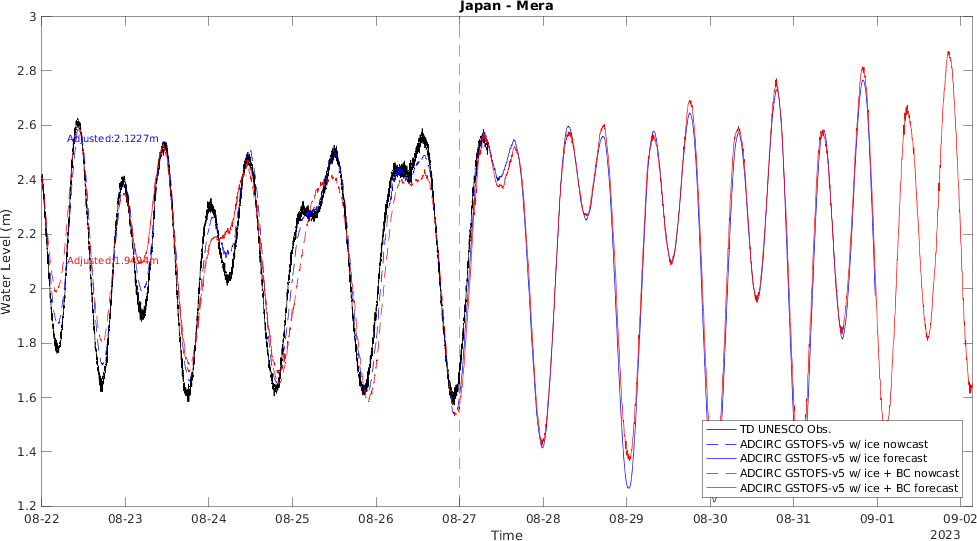 Japan - Mera
Water Level (m)
3
2.8
2.6
2.4
2.2
2
1.8
1.6
1.4
1.2
Adjusted:2.1227m
Adjusted:1.9494m
TD UNESCO Obs.
ADCIRC GSTOFS-v5 w/ ice nowcast
ADCIRC GSTOFS-v5 w/ ice forecast
ADCIRC GSTOFS-v5 w/ ice + BC nowcast
ADCIRC GSTOFS-v5 w/ ice + BC forecast
08-22 08-23 08-24 08-25 08-26 08-27 08-28 08-29 08-30 08-31 09-01 09-02
2023
Time